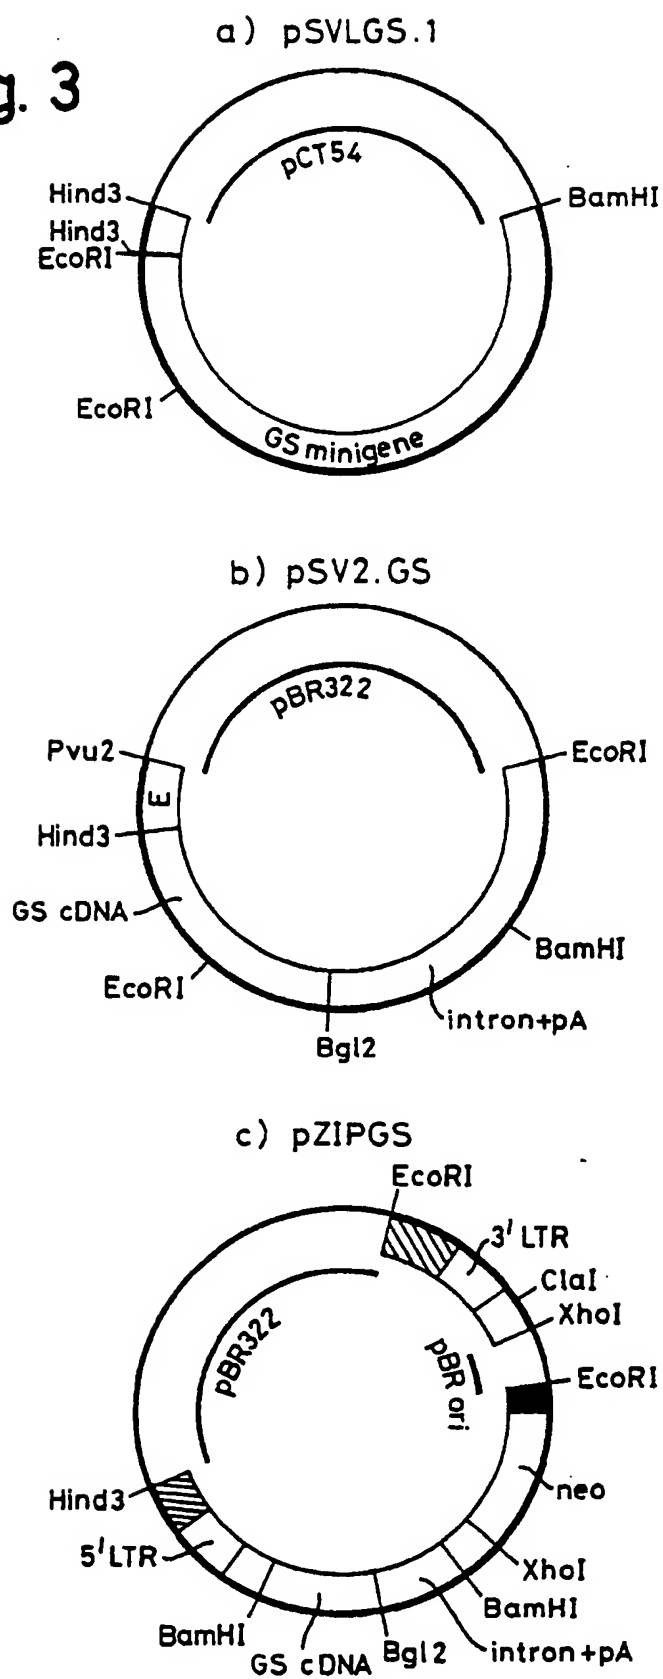 a) pSVLGS.1
g. 3
pCT54
Hind3
BamHI
Hind3
EcoRI
EcoRI
GS minigene
b) pSV2.GS
pBR322
Pvu2
EcoRI
E
Hind3
GS cDNA
BamHI
EcoRI
intron+pA
Bgl2
c) pZIPGS
EcoRI
3' LTR
ClaI
XhoI
pBR322
pBR ori
EcoRI
Hind3
neo
5' LTR
XhoI
BamHI
BamHI
GS cDNA
Bgl2
intron+pA